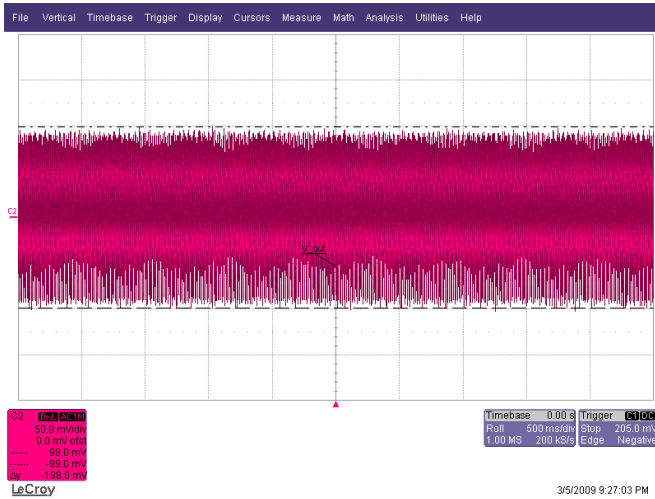 File Vertical Timebase Trigger Display Cursors Measure Math Analysis Utilities Help
C2
V_out
C2 BwL AC1M
50.0 mV/div
0.0 mV ofst
99.0 mV
-99.0 mV
Δy -198.0 mV
Timebase 0.00 s
Roll 500 ms/div
1.00 MS 200 kS/s
Trigger C1 DC
Stop 205.0 mV
Edge Negative
LeCroy
3/5/2009 9:27:03 PM